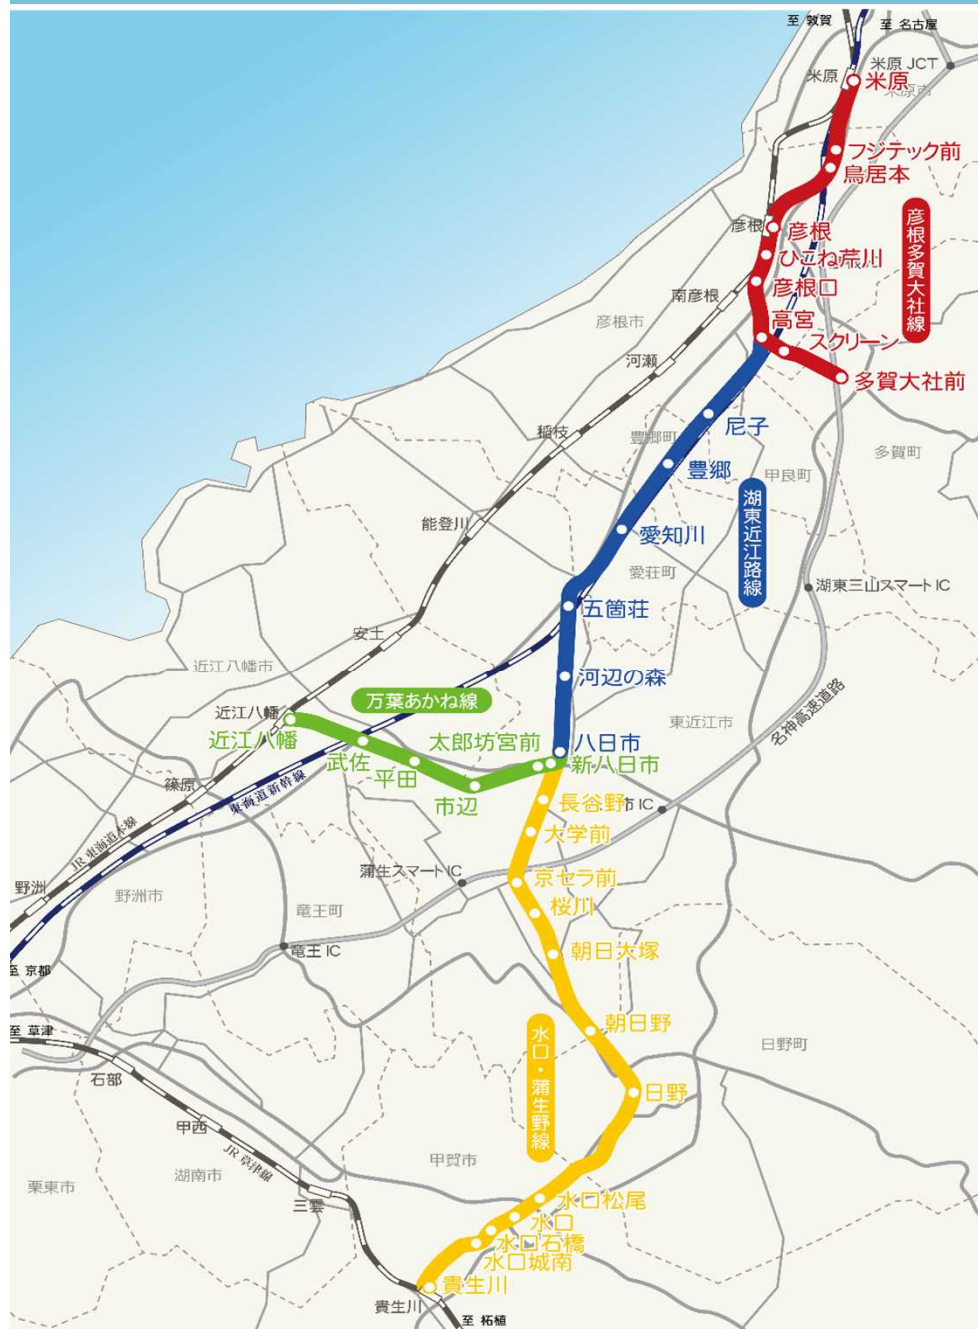 至 敦賀
至 名古屋
米原 JCT
米原
米原
米原市
フジテック前
鳥居本
彦根多賀大社線
彦根
彦根
ひこね荒川
彦根口
南彦根
彦根市
高宮
スクリーン
河瀬
多賀大社前
尼子
稲枝
豊郷町
多賀町
豊郷
甲良町
湖東近江路線
能登川
愛知川
愛荘町
湖東三山スマートIC
五箇荘
安土
近江八幡市
河辺の森
万葉あかね線
名神高速道路
近江八幡
東近江市
近江八幡
太郎坊宮前
八日市
武佐
新八日市
平田
篠原
東海道新幹線
市辺
長谷野
市 IC
JR 東海道本線
大学前
蒲生スマートIC
京セラ前
野洲
野洲市
竜王町
桜川
竜王 IC
朝日大塚
至 京都
至 草津
朝日野
水口・蒲生野線
日野町
石部
日野
甲西
JR 草津線
甲賀市
湖南市
栗東市
三雲
水口松尾
水口
水口石橋
水口城南
貴生川
貴生川
至 柘植